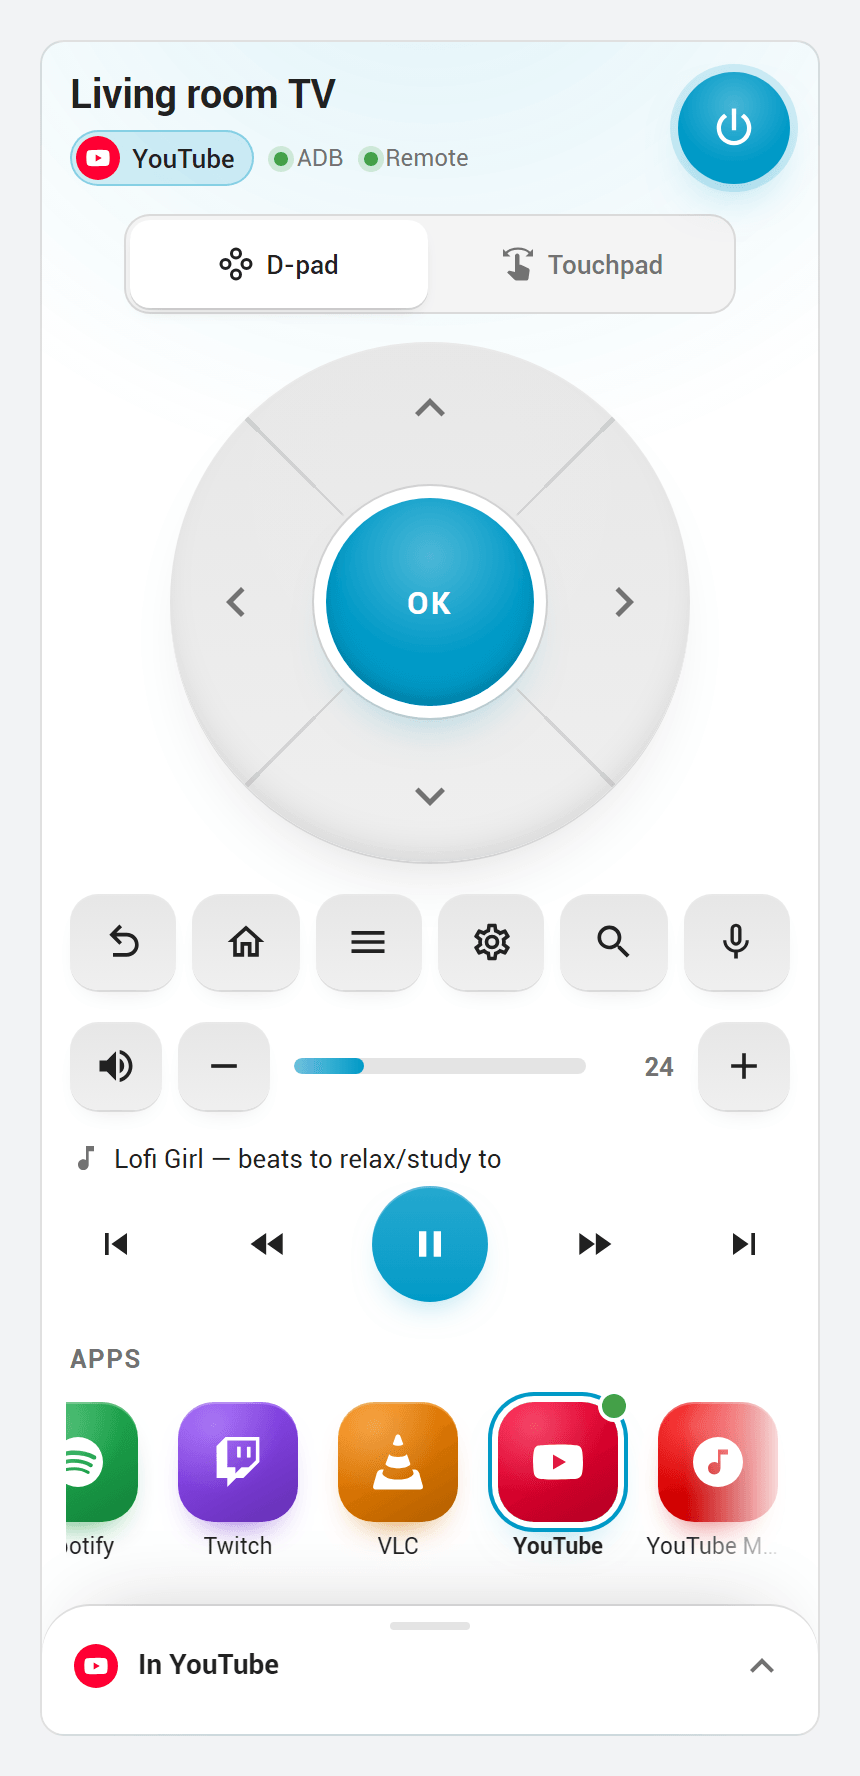 Living room TV
YouTube ADB Remote
D-pad Touchpad
OK
24
Lofi Girl — beats to relax/study to
APPS
otify Twitch VLC YouTube YouTube M...
In YouTube